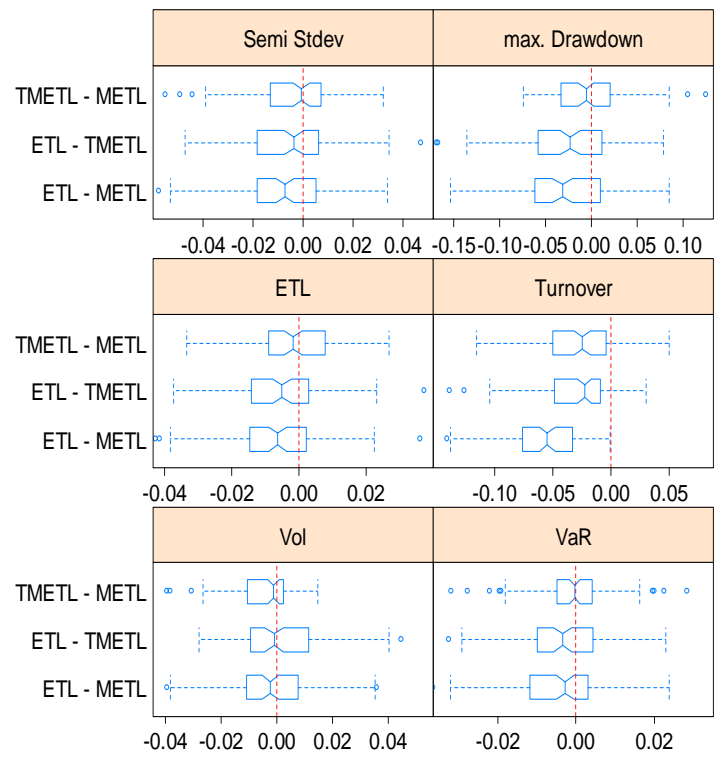 Semi Stdev max. Drawdown
TMETL - METL
ETL - TMETL
ETL - METL
-0.04 -0.02 0.00 0.02 0.04 -0.15 -0.10 -0.05 0.00 0.05 0.10
ETL Turnover
TMETL - METL
ETL - TMETL
ETL - METL
-0.04 -0.02 0.00 0.02 -0.10 -0.05 0.00 0.05
Vol VaR
TMETL - METL
ETL - TMETL
ETL - METL
-0.04 -0.02 0.00 0.02 0.04 -0.02 0.00 0.02